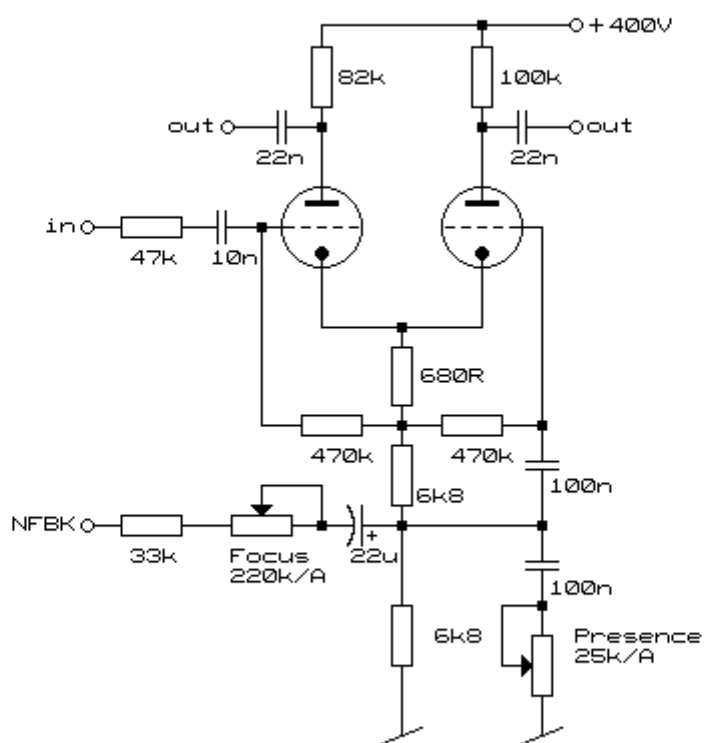 +400V
82k
100k
out
out
22n
22n
in
47k
10n
680R
470k
470k
100n
6k8
NFBK
33k
Focus
220k/A
22u
+
100n
6k8
Presence
25k/A